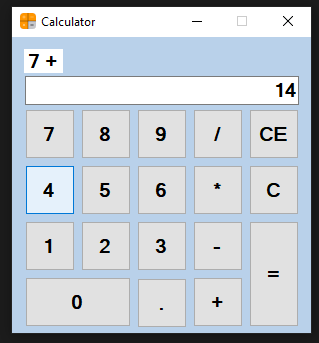 Calculator
7 +
14
7 8 9 / CE
4 5 6 * C
1 2 3 - =
0 . +